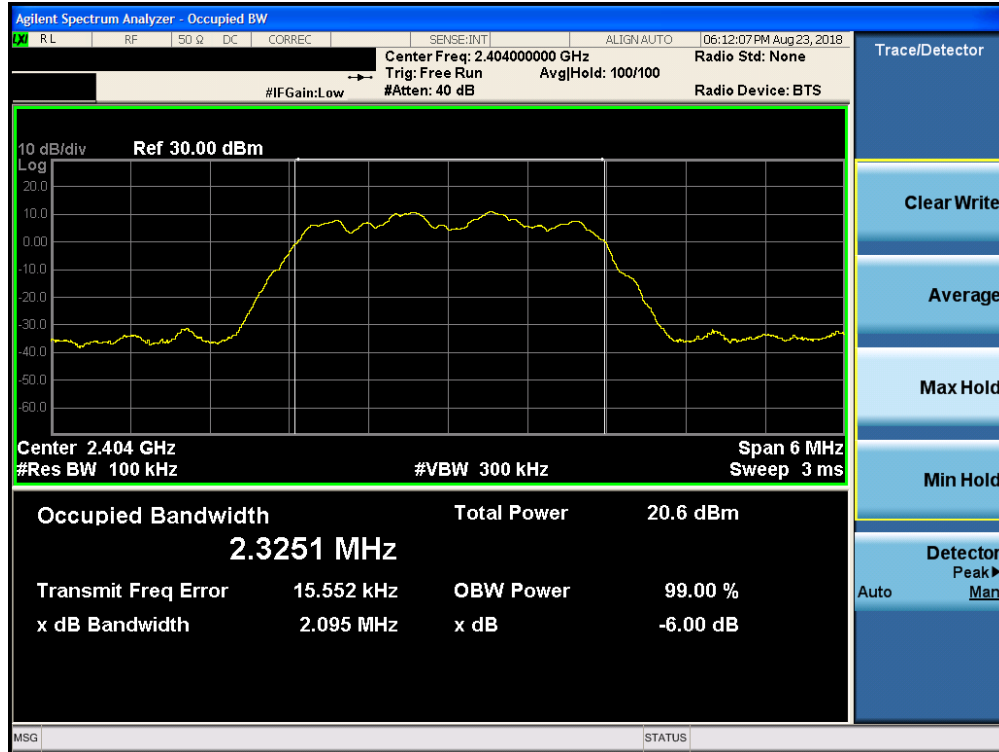 Agilent Spectrum Analyzer - Occupied BW
LXI RL RF 50 Ω DC CORREC SENSE:INT ALIGN AUTO 06:12:07 PM Aug 23, 2018
Center Freq: 2.404000000 GHz Radio Std: None
Trig: Free Run Avg|Hold: 100/100
#IFGain:Low #Atten: 40 dB Radio Device: BTS
10 dB/div Ref 30.00 dBm
Log
20.0
10.0
0.00
-10.0
-20.0
-30.0
-40.0
-50.0
-60.0
Center 2.404 GHz Span 6 MHz
#Res BW 100 kHz #VBW 300 kHz Sweep 3 ms
Occupied Bandwidth Total Power 20.6 dBm
2.3251 MHz
Transmit Freq Error 15.552 kHz OBW Power 99.00 %
x dB Bandwidth 2.095 MHz x dB -6.00 dB
MSG STATUS
Trace/Detector
Clear Write
Average
Max Hold
Min Hold
Detector
Peak▶
Auto Man